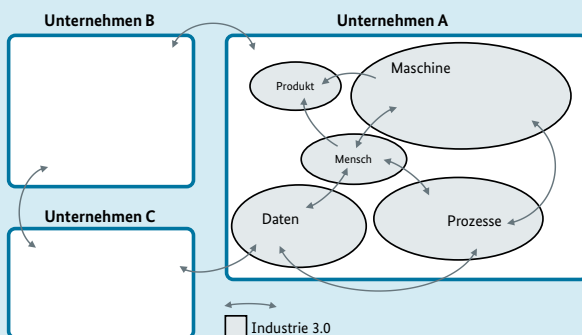 Unternehmen B
Unternehmen A
Maschine
Produkt
Mensch
Unternehmen C
Daten
Prozesse
Industrie 3.0